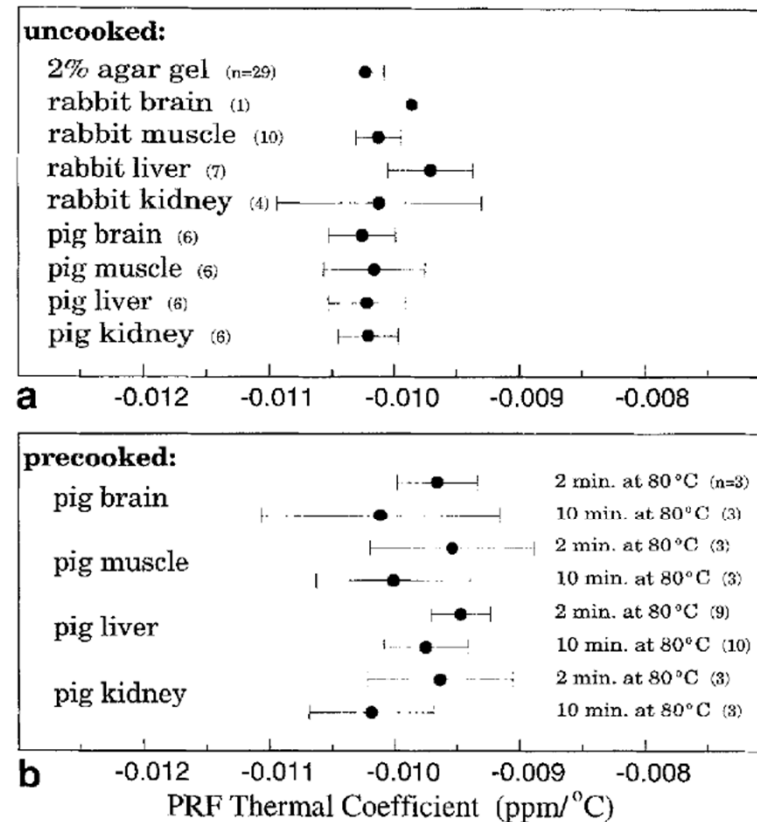 uncooked:
2% agar gel (n=29)
rabbit brain (1)
rabbit muscle (10)
rabbit liver (7)
rabbit kidney (4)
pig brain (6)
pig muscle (6)
pig liver (6)
pig kidney (6)
a
-0.012 -0.011 -0.010 -0.009 -0.008
precooked:
pig brain
2 min. at 80°C (n=3)
10 min. at 80°C (3)
pig muscle
2 min. at 80°C (3)
10 min. at 80°C (3)
pig liver
2 min. at 80°C (9)
10 min. at 80°C (10)
pig kidney
2 min. at 80°C (3)
10 min. at 80°C (3)
b
-0.012 -0.011 -0.010 -0.009 -0.008
PRF Thermal Coefficient (ppm/°C)